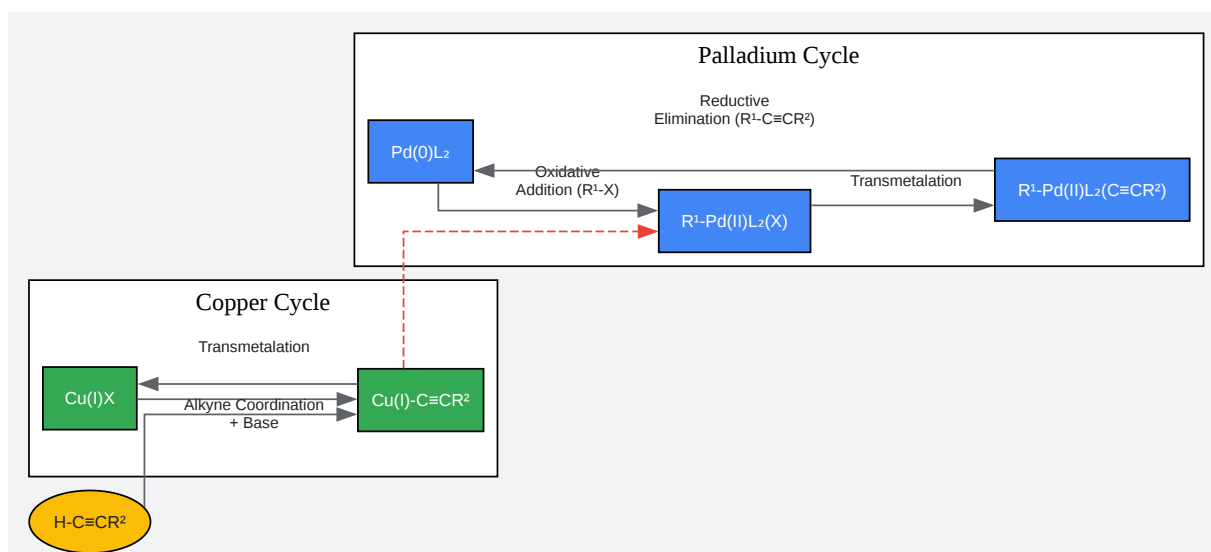 Palladium Cycle
Reductive
Elimination (R¹-C≡CR²)
Pd(0)L₂
Oxidative
Addition (R¹-X)
Transmetalation
R¹-Pd(II)L₂(C≡CR²)
R¹-Pd(II)L₂(X)
Copper Cycle
Transmetalation
Cu(I)X
Cu(I)-C≡CR²
Alkyne Coordination
+ Base
H-C≡CR²